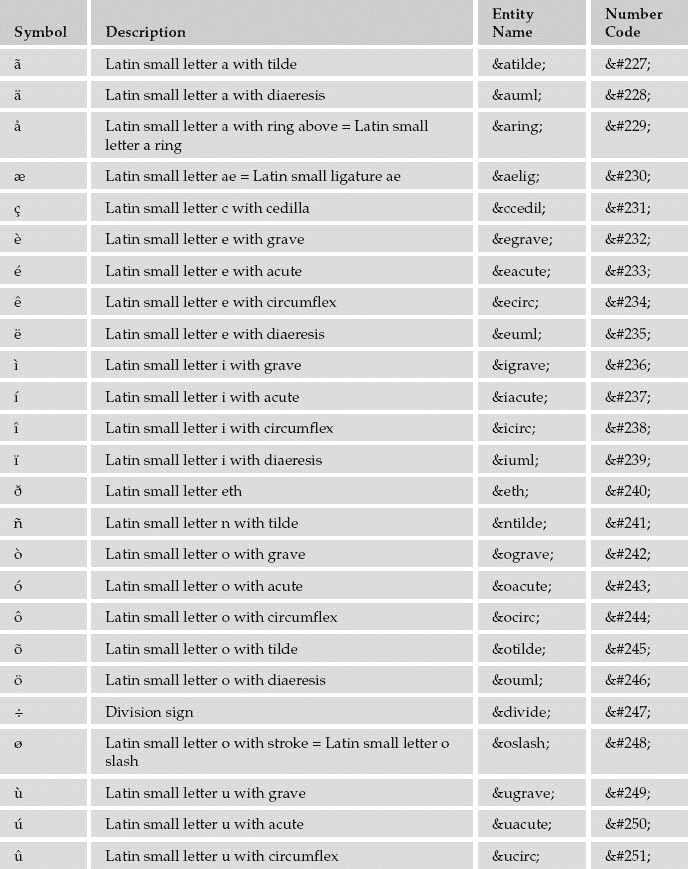 Symbol Description Entity Name Number Code
ã Latin small letter a with tilde &atilde; &#227;
ä Latin small letter a with diaeresis &auml; &#228;
å Latin small letter a with ring above = Latin small &aring; &#229;
letter a ring
æ Latin small letter ae = Latin small ligature ae &aelig; &#230;
ç Latin small letter c with cedilla &ccedil; &#231;
è Latin small letter e with grave &egrave; &#232;
é Latin small letter e with acute &eacute; &#233;
ê Latin small letter e with circumflex &ecirc; &#234;
ë Latin small letter e with diaeresis &euml; &#235;
ì Latin small letter i with grave &igrave; &#236;
í Latin small letter i with acute &iacute; &#237;
î Latin small letter i with circumflex &icirc; &#238;
ï Latin small letter i with diaeresis &iuml; &#239;
ð Latin small letter eth &eth; &#240;
ñ Latin small letter n with tilde &ntilde; &#241;
ò Latin small letter o with grave &ograve; &#242;
ó Latin small letter o with acute &oacute; &#243;
ô Latin small letter o with circumflex &ocirc; &#244;
õ Latin small letter o with tilde &otilde; &#245;
ö Latin small letter o with diaeresis &ouml; &#246;
÷ Division sign &divide; &#247;
ø Latin small letter o with stroke = Latin small letter o &oslash; &#248;
slash
ù Latin small letter u with grave &ugrave; &#249;
ú Latin small letter u with acute &uacute; &#250;
û Latin small letter u with circumflex &ucirc; &#251;